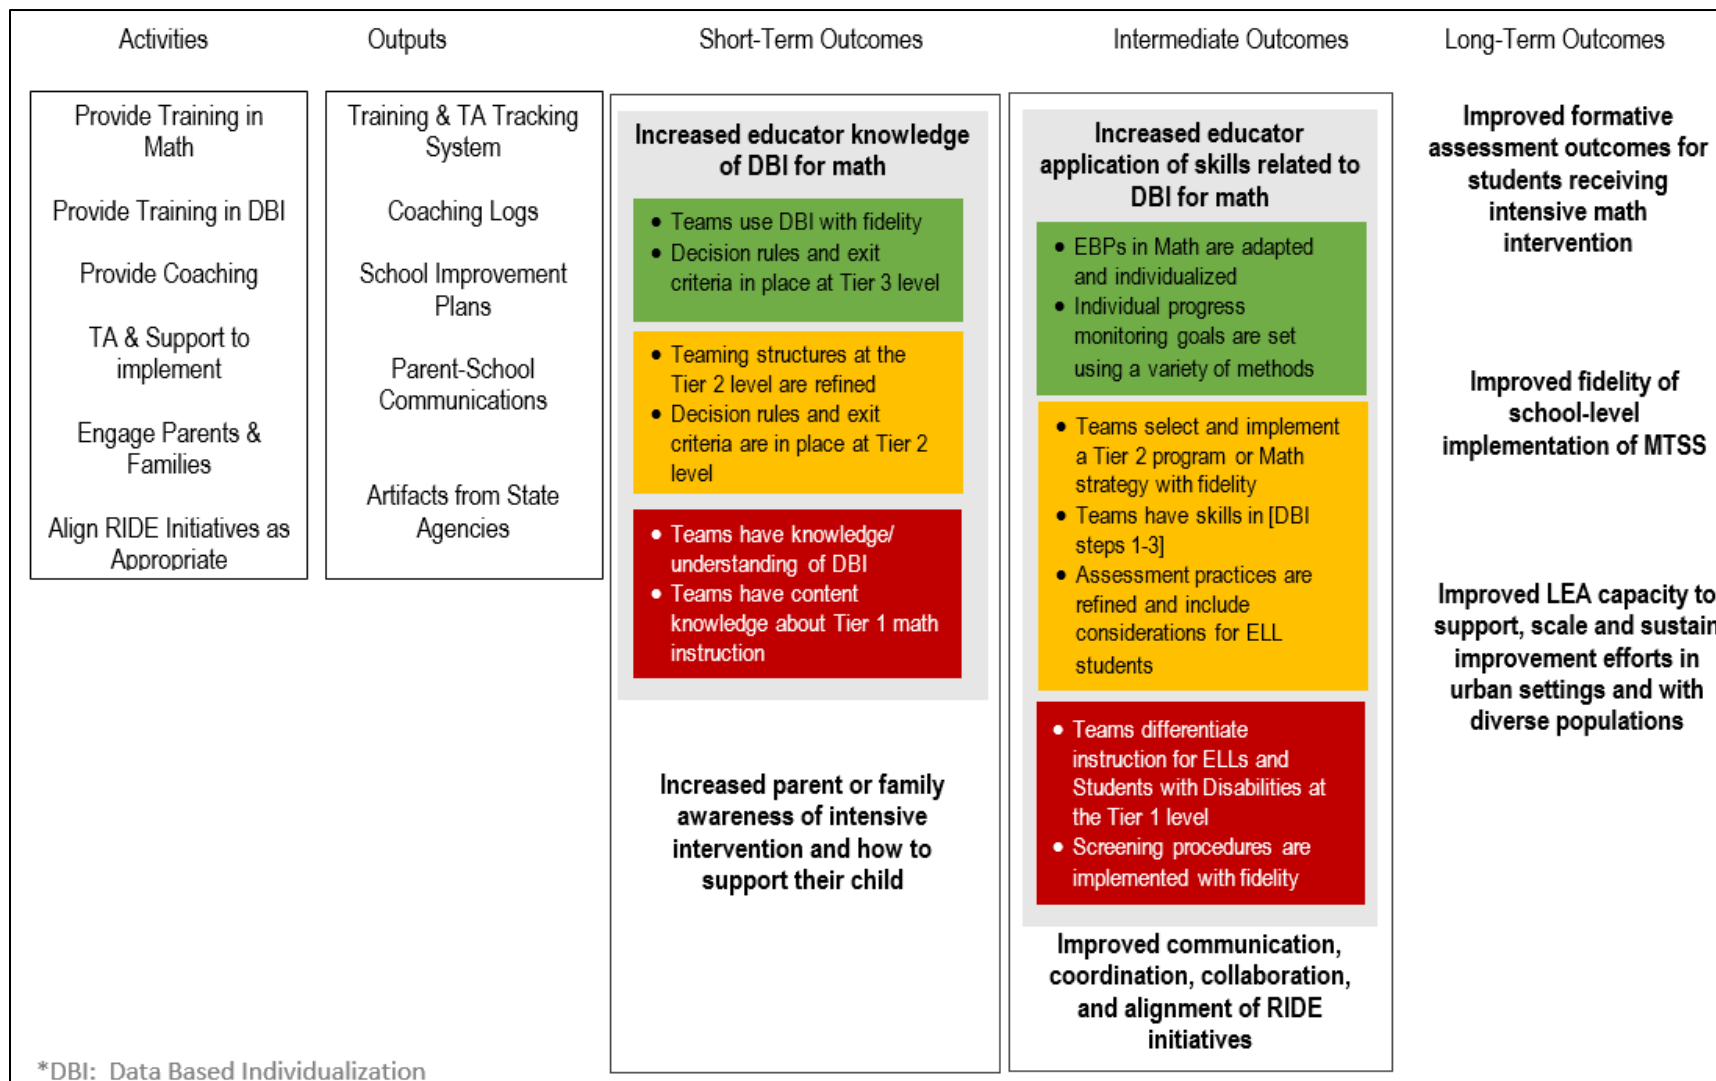 Activities
Outputs
Short-Term Outcomes
Intermediate Outcomes
Long-Term Outcomes
Provide Training in
Math
Provide Training in DBI
Provide Coaching
TA & Support to
implement
Engage Parents &
Families
Align RIDE Initiatives as
Appropriate
Training & TA Tracking
System
Coaching Logs
School Improvement
Plans
Parent-School
Communications
Artifacts from State
Agencies
Increased educator knowledge
of DBI for math
• Teams use DBI with fidelity
• Decision rules and exit
criteria in place at Tier 3 level
• Teaming structures at the
Tier 2 level are refined
• Decision rules and exit
criteria are in place at Tier 2
level
• Teams have knowledge/
understanding of DBI
• Teams have content
knowledge about Tier 1 math
instruction
Increased parent or family
awareness of intensive
intervention and how to
support their child
Increased educator
application of skills related to
DBI for math
• EBPs in Math are adapted
and individualized
• Individual progress
monitoring goals are set
using a variety of methods
• Teams select and implement
a Tier 2 program or Math
strategy with fidelity
• Teams have skills in [DBI
steps 1-3]
• Assessment practices are
refined and include
considerations for ELL
students
• Teams differentiate
instruction for ELLs and
Students with Disabilities at
the Tier 1 level
• Screening procedures are
implemented with fidelity
Improved communication,
coordination, collaboration,
and alignment of RIDE
initiatives
Improved formative
assessment outcomes for
students receiving
intensive math
intervention
Improved fidelity of
school-level
implementation of MTSS
Improved LEA capacity to
support, scale and sustain
improvement efforts in
urban settings and with
diverse populations
*DBI: Data Based Individualization